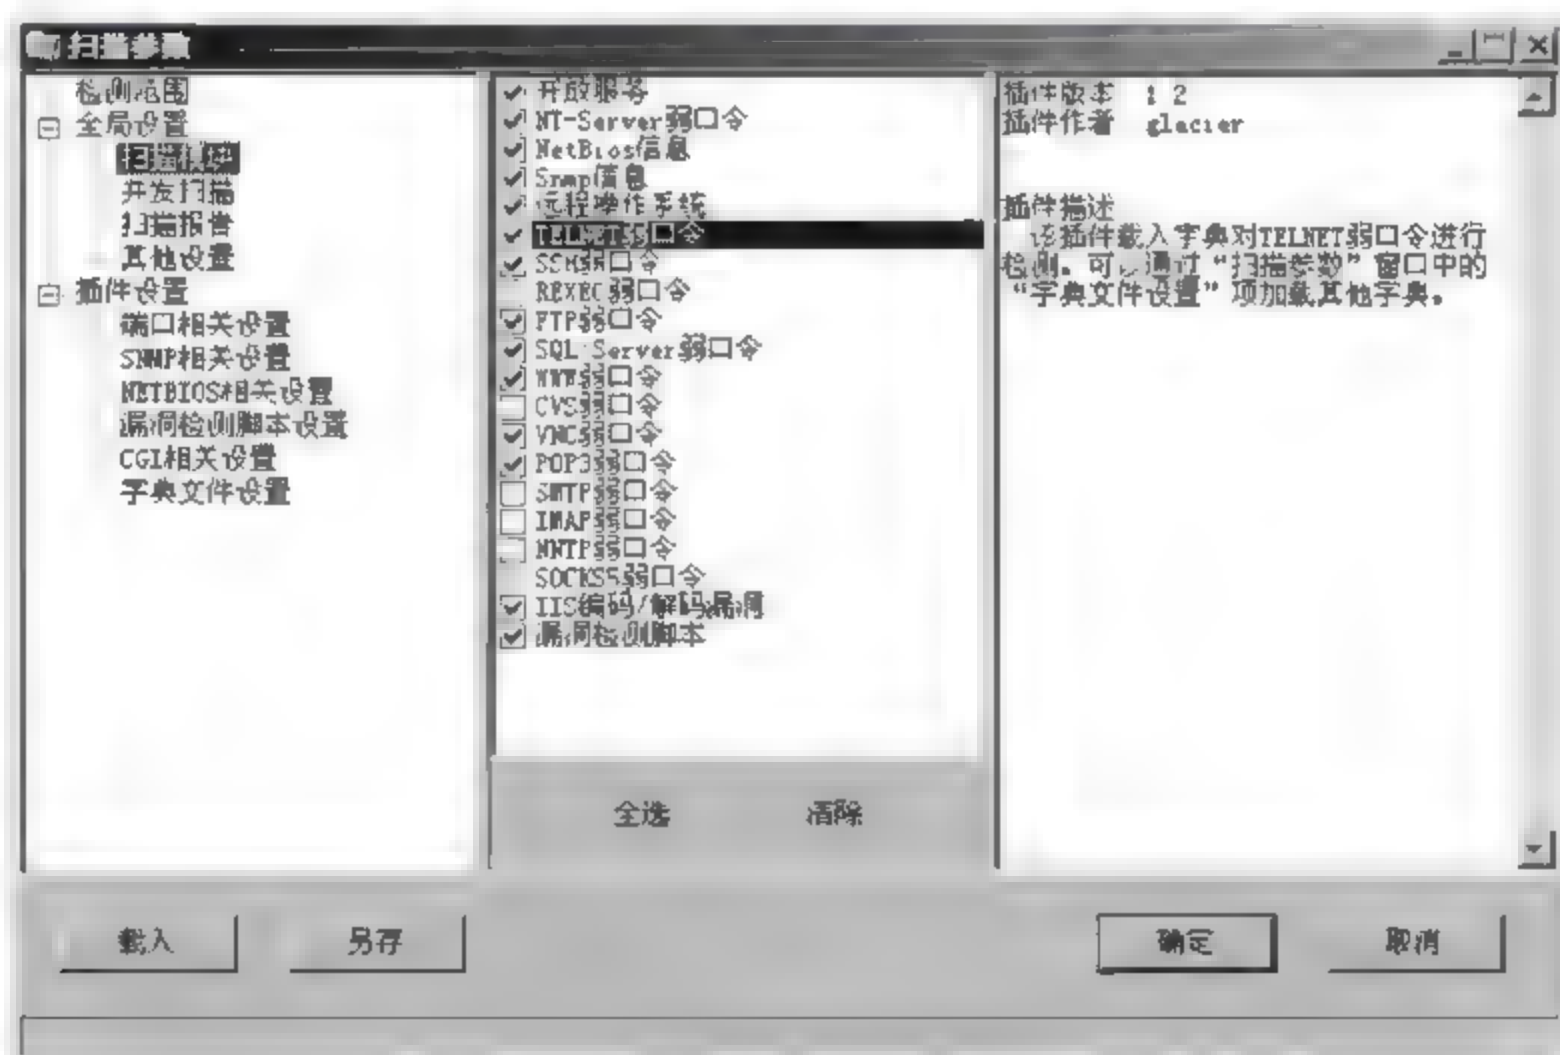 扫描参数
检测范围
全局设置
扫描模块
并发扫描
扫描报告
其他设置
插件设置
端口相关设置
SNMP相关设置
NETBIOS相关设置
漏洞检测脚本设置
CGI相关设置
字典文件设置
开放服务
NT-Server弱口令
NetBios信息
Snmp信息
远程操作系统
TELNET弱口令
SSH弱口令
REXEC弱口令
FTP弱口令
SQL-Server弱口令
WWW弱口令
CVS弱口令
VNC弱口令
POP3弱口令
SMTP弱口令
IMAP弱口令
NNTP弱口令
SOCKS5弱口令
IIS编码/解码漏洞
漏洞检测脚本
全选 清除
插件版本 1 2
插件作者 glacier
插件描述
该插件载入字典对TELNET弱口令进行
检测。可以通过“扫描参数”窗口中的
“字典文件设置”项加载其他字典。
载入 另存 确定 取消